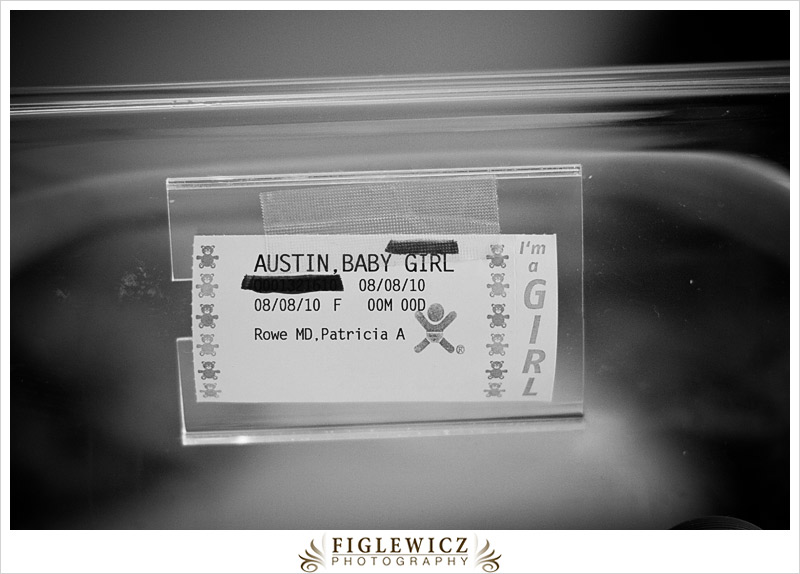 AUSTIN,BABY GIRL
08/08/10
08/08/10 F 00M 00D
Rowe MD,Patricia A
®
I'm
a
GIRL
FIGLEWICZ
PHOTOGRAPHY